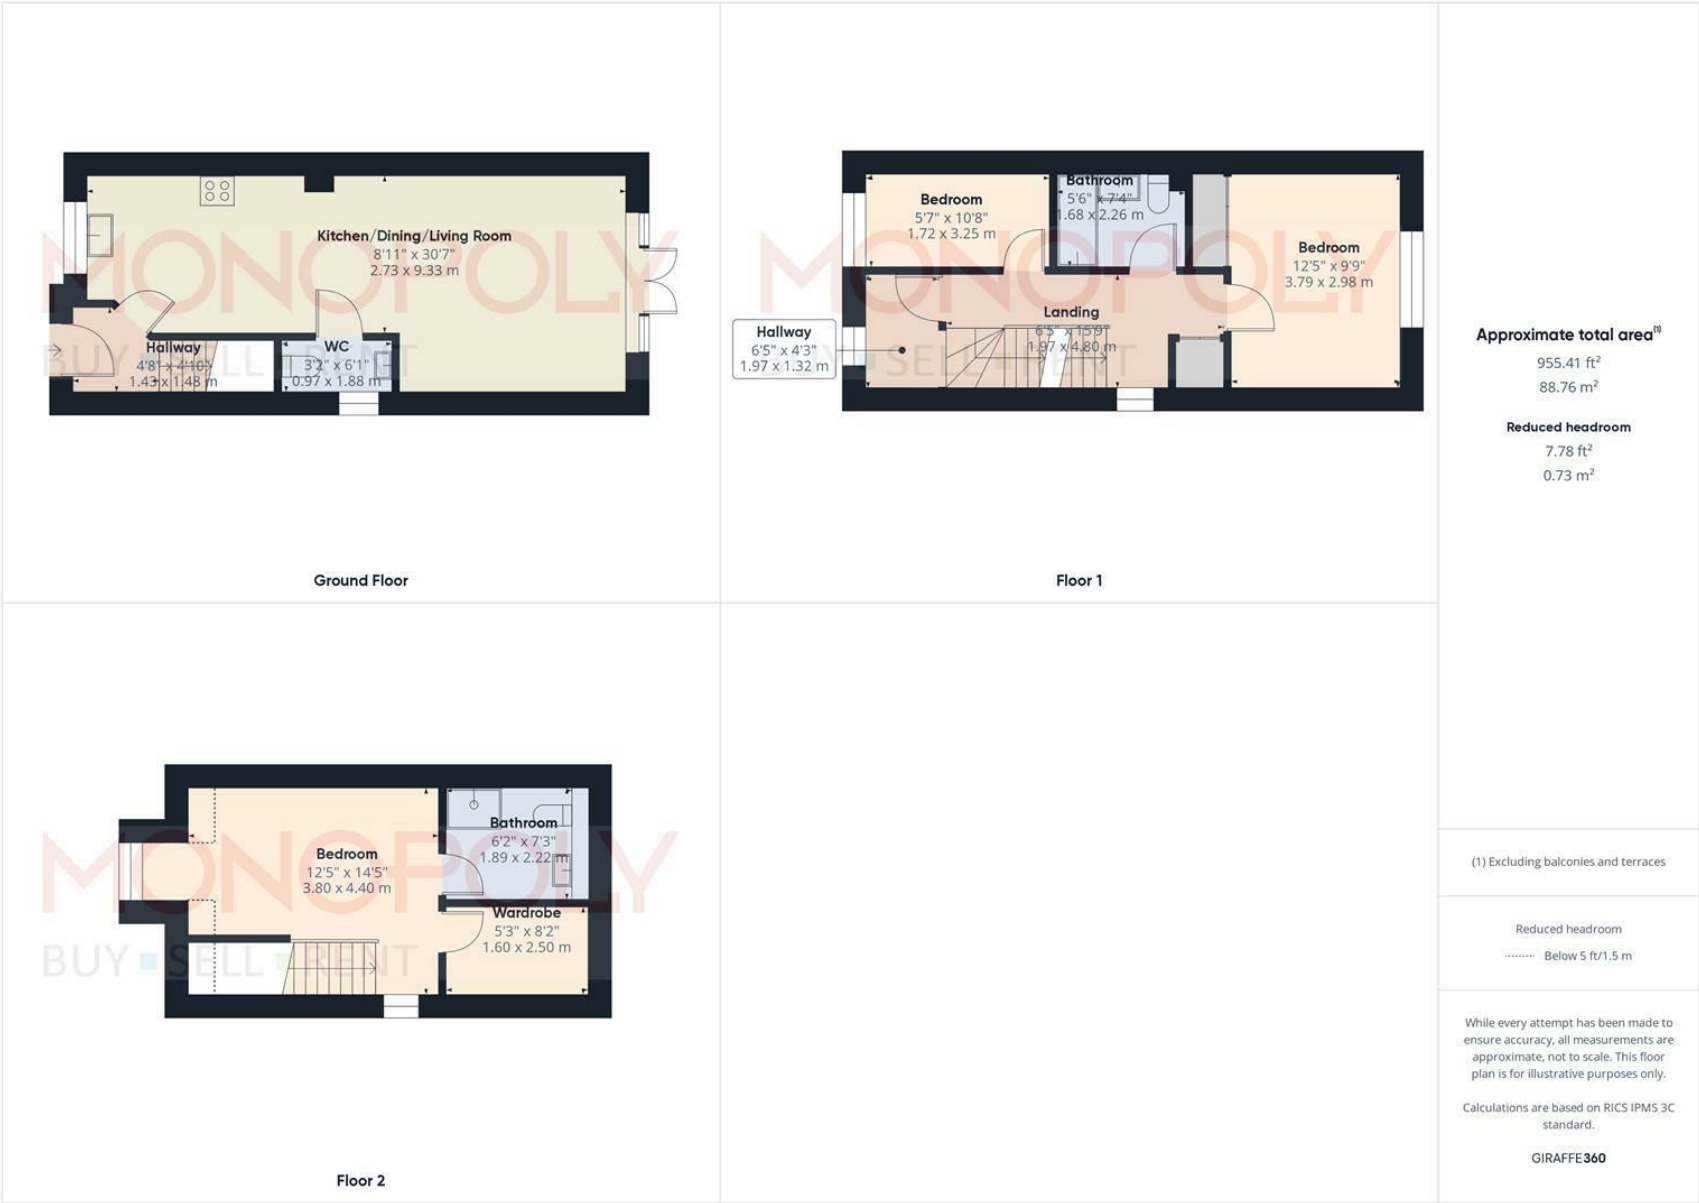 MONOPOLY
BUY SELL RENT
Kitchen/Dining/Living Room
8'11" x 30'7"
2.73 x 9.33 m
Hallway
4'8" x 4'10"
1.43 x 1.48 m
WC
3'2" x 6'1"
0.97 x 1.88 m
Ground Floor
MONOPOLY
BUY SELL RENT
Bedroom
5'7" x 10'8"
1.72 x 3.25 m
Bathroom
5'6" x 7'4"
1.68 x 2.26 m
Bedroom
12'5" x 9'9"
3.79 x 2.98 m
Landing
6'5" x 15'9"
1.97 x 4.80 m
Hallway
6'5" x 4'3"
1.97 x 1.32 m
Floor 1
MONOPOLY
BUY SELL RENT
Bedroom
12'5" x 14'5"
3.80 x 4.40 m
Bathroom
6'2" x 7'3"
1.89 x 2.22 m
Wardrobe
5'3" x 8'2"
1.60 x 2.50 m
Floor 2
Approximate total area(1)
955.41 ft²
88.76 m²
Reduced headroom
7.78 ft²
0.73 m²
(1) Excluding balconies and terraces
Reduced headroom
Below 5 ft/1.5 m
While every attempt has been made to
ensure accuracy, all measurements are
approximate, not to scale. This floor
plan is for illustrative purposes only.
Calculations are based on RICS IPMS 3C
standard.
GIRAFFE360